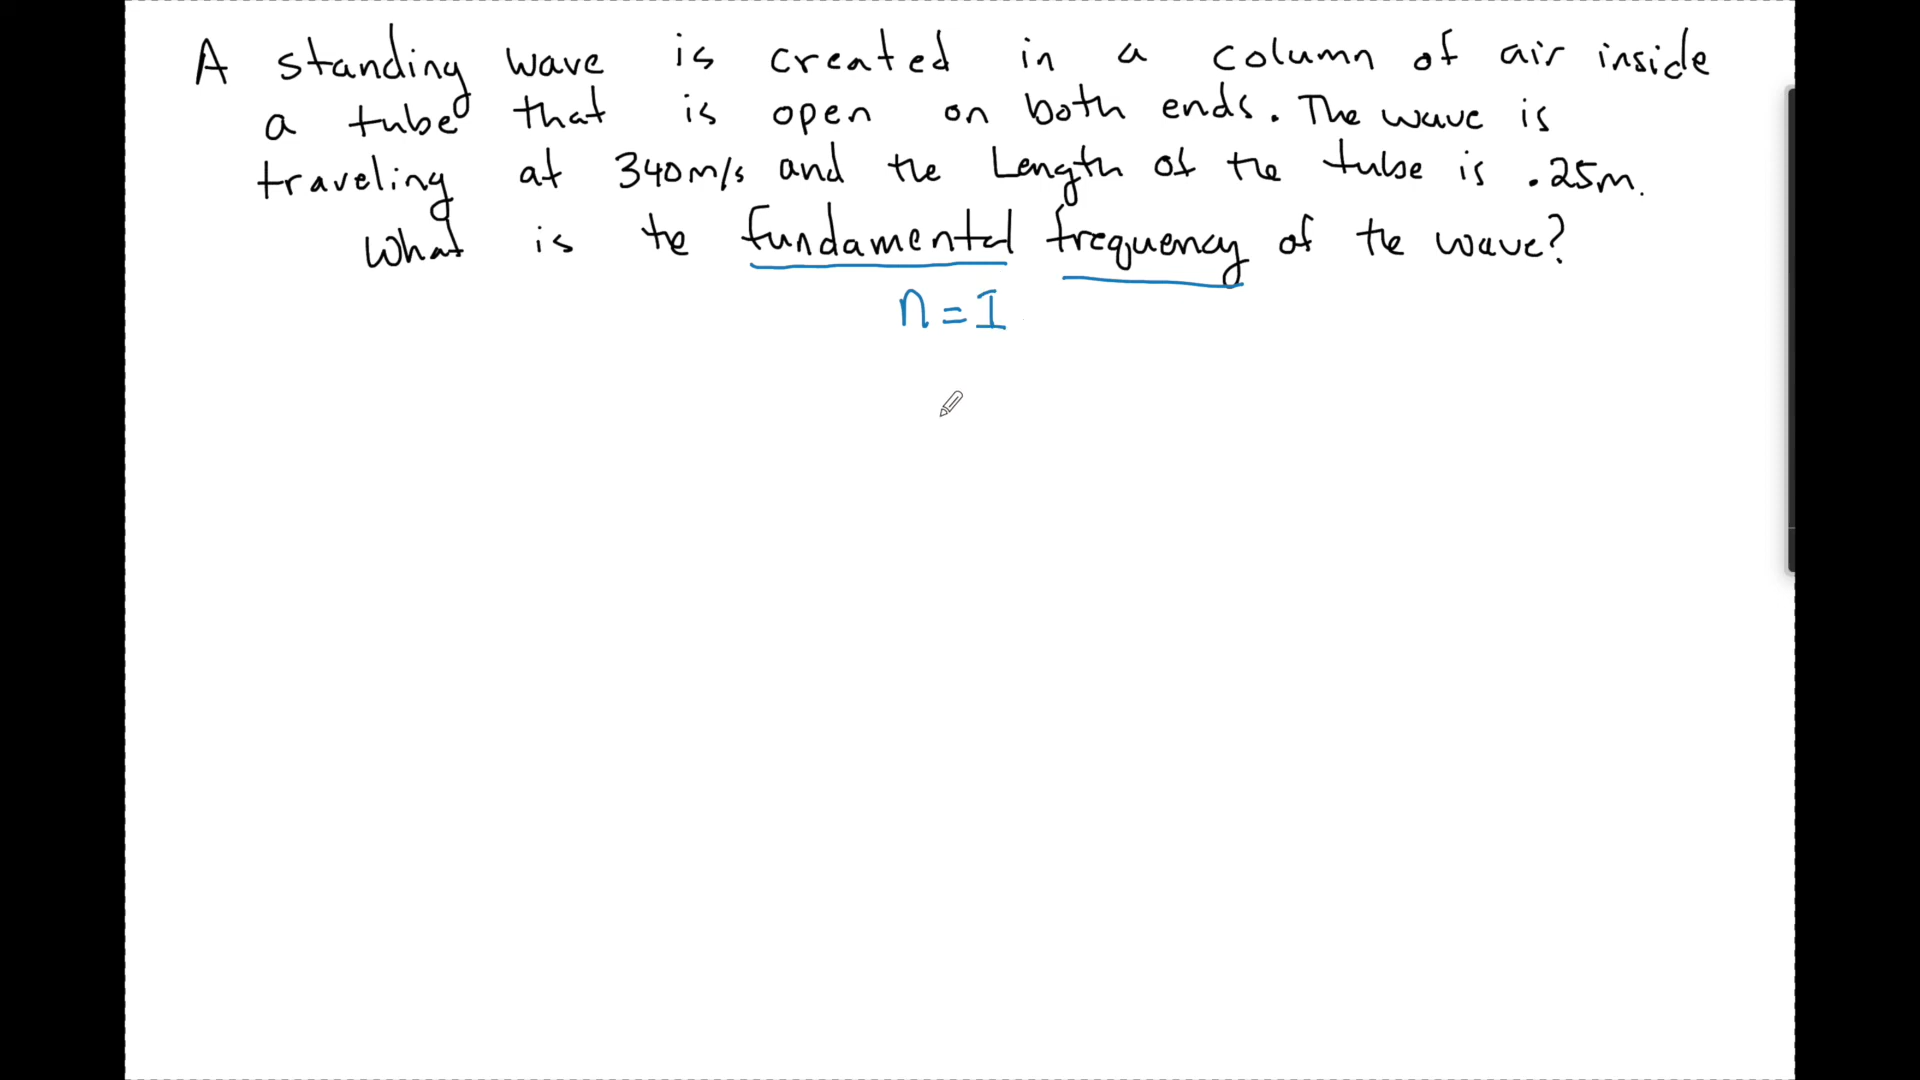 A standing wave is created in a column of air inside
a tube that is open on both ends. The wave is
traveling at 340m/s and the Length of the tube is .25m.
What is the fundamental frequency of the wave?
n = 1